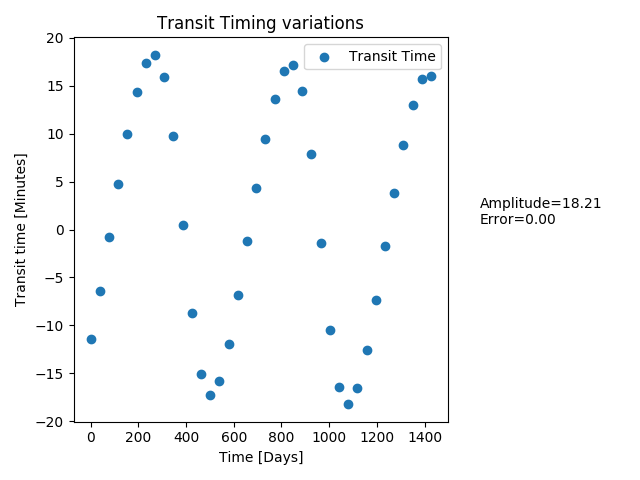 Transit Timing variations
Transit Time
Transit time [Minutes]
20
15
10
5
0
−5
−10
−15
−20
0 200 400 600 800 1000 1200 1400
Time [Days]
Amplitude=18.21
Error=0.00